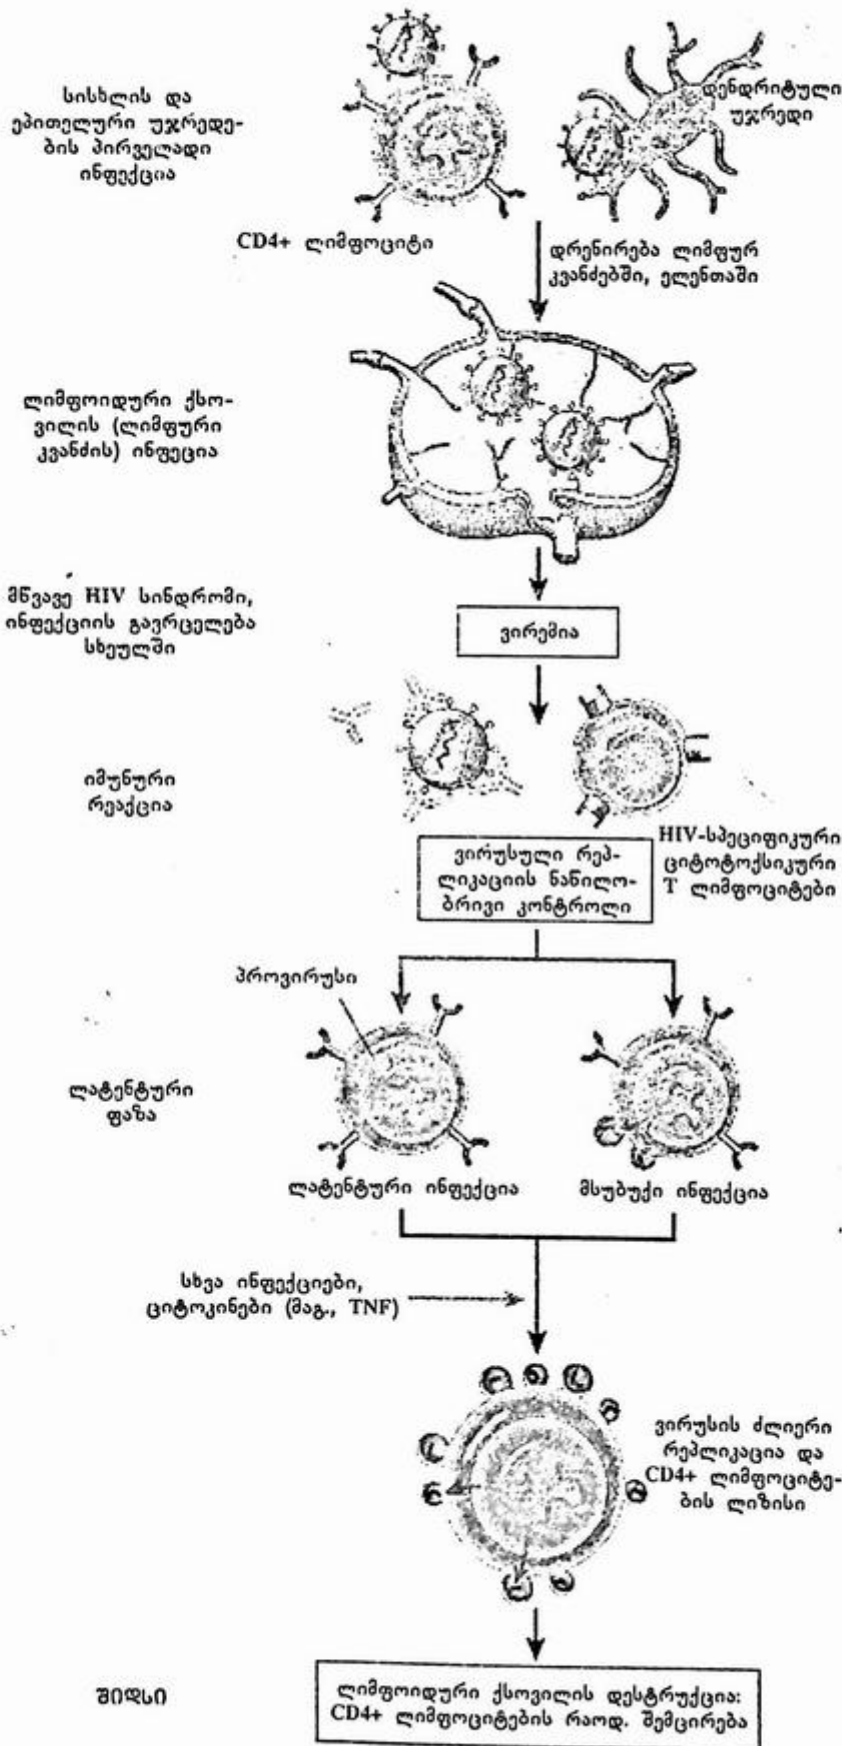 სისხლის და
ეპითელური უჯრედე-
ბის პირველადი
ინფექცია
დენდრიტული
უჯრედი
CD4+ ლიმფოციტი
დრენირება ლიმფურ
კვანძებში, ელენთაში
ლიმფოიდური ქსო-
ვილის (ლიმფური
კვანძის) ინფეცია
მწვავე HIV სინდრომი,
ინფექციის გავრცელება
სხეულში
ვირემია
იმუნური
რეაქცია
ვირუსული რეპ-
ლიკაციის ნაწილო-
ბრივი კონტროლი
HIV-სპეციფიკური
ციტოტოქსიკური
T ლიმფოციტები
პროვირუსი
ლატენტური
ფაზა
ლატენტური ინფექცია
მსუბუქი ინფექცია
სხვა ინფექციები,
ციტოკინები (მაგ., TNF)
ვირუსის ძლიერი
რეპლიკაცია და
CD4+ ლიმფოციტე-
ბის ლიზისი
შიდსი
ლიმფოიდური ქსოვილის დესტრუქცია:
CD4+ ლიმფოციტების რაოდ. შემცირება